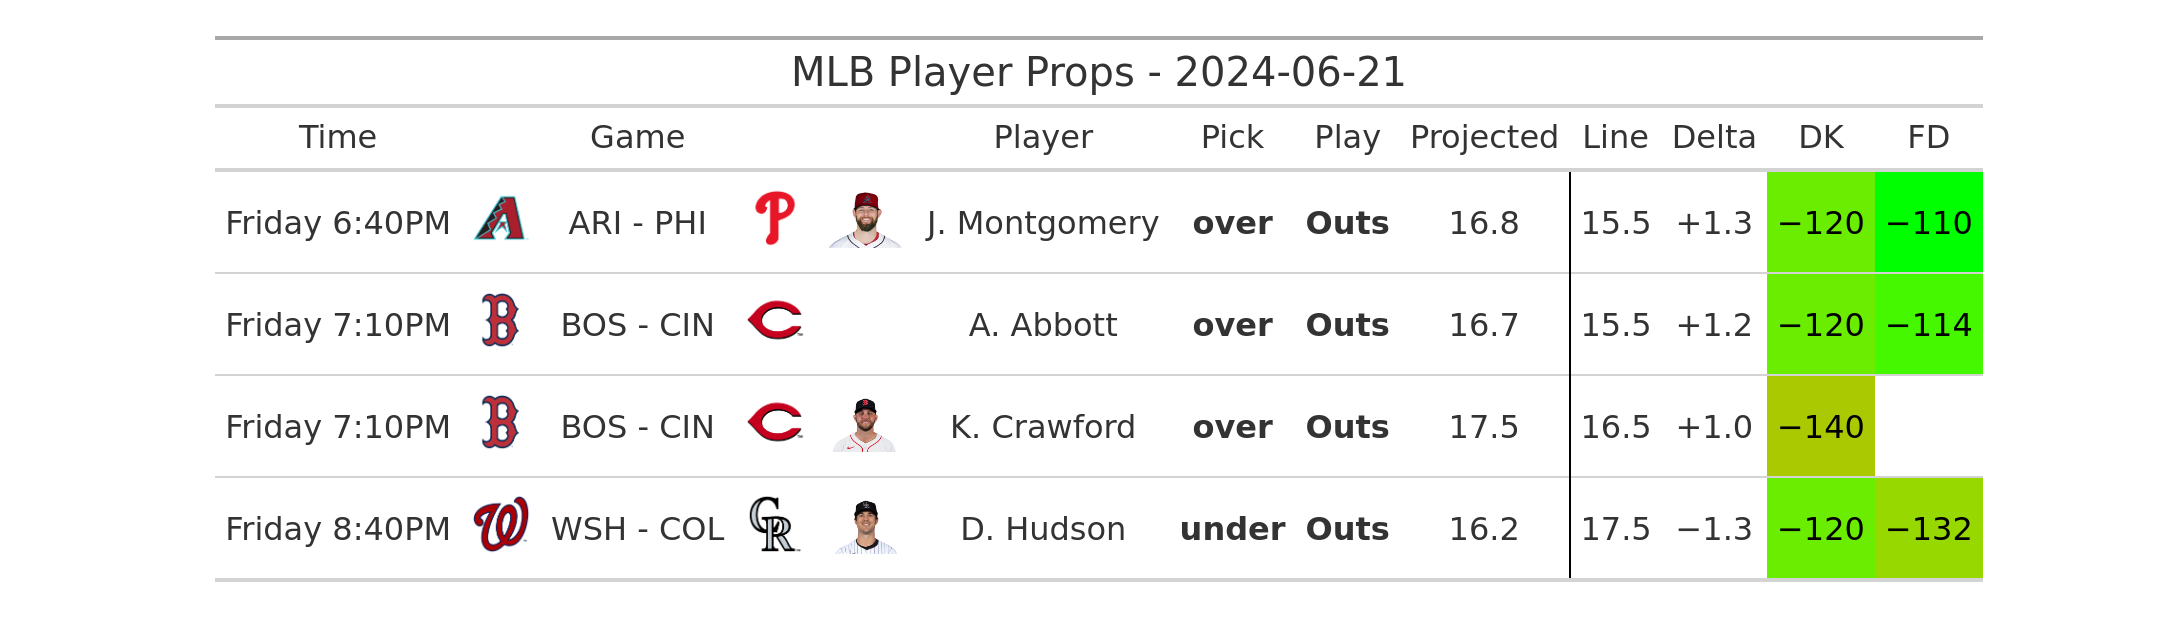 MLB Player Props - 2024-06-21
Time Game Player Pick Play Projected Line Delta DK FD
Friday 6:40PM ARI - PHI J. Montgomery over Outs 16.8 15.5 +1.3 −120 −110
Friday 7:10PM BOS - CIN A. Abbott over Outs 16.7 15.5 +1.2 −120 −114
Friday 7:10PM BOS - CIN K. Crawford over Outs 17.5 16.5 +1.0 −140
Friday 8:40PM WSH - COL D. Hudson under Outs 16.2 17.5 −1.3 −120 −132